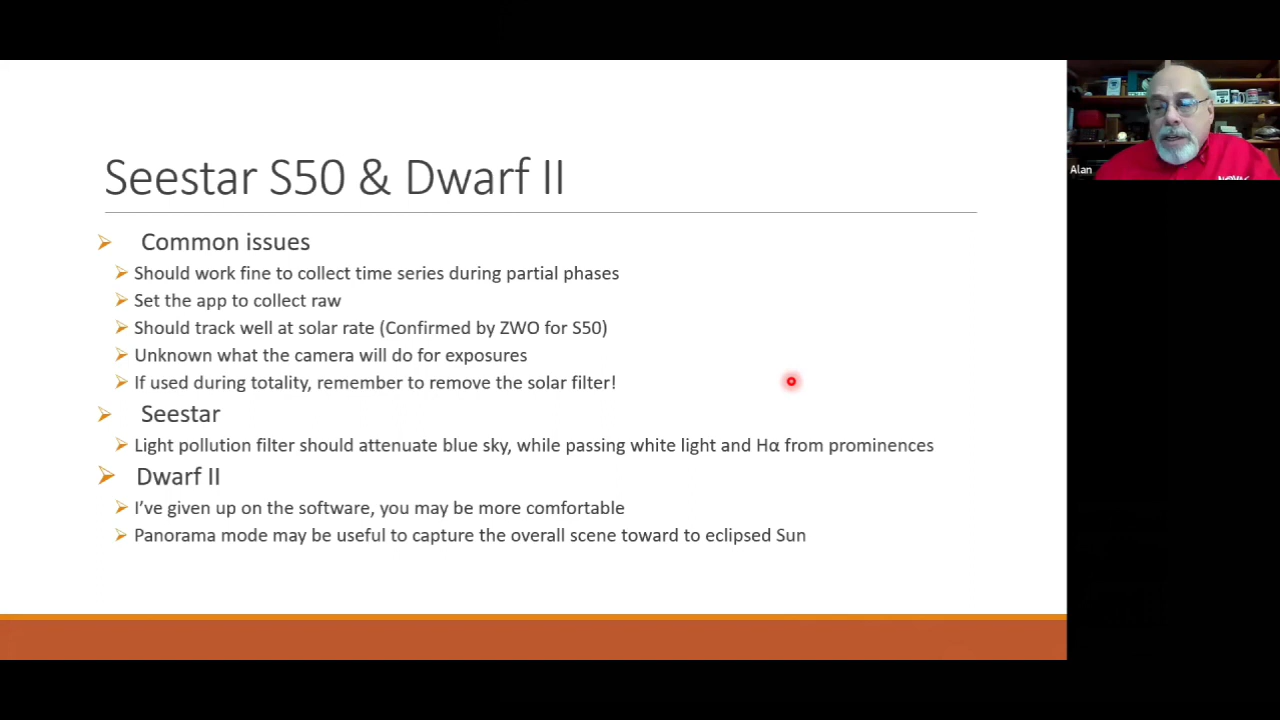 Seestar S50 & Dwarf II
Common issues
Should work fine to collect time series during partial phases
Set the app to collect raw
Should track well at solar rate (Confirmed by ZWO for S50)
Unknown what the camera will do for exposures
If used during totality, remember to remove the solar filter!
Seestar
Light pollution filter should attenuate blue sky, while passing white light and Hα from prominences
Dwarf II
I’ve given up on the software, you may be more comfortable
Panorama mode may be useful to capture the overall scene toward to eclipsed Sun
Alan